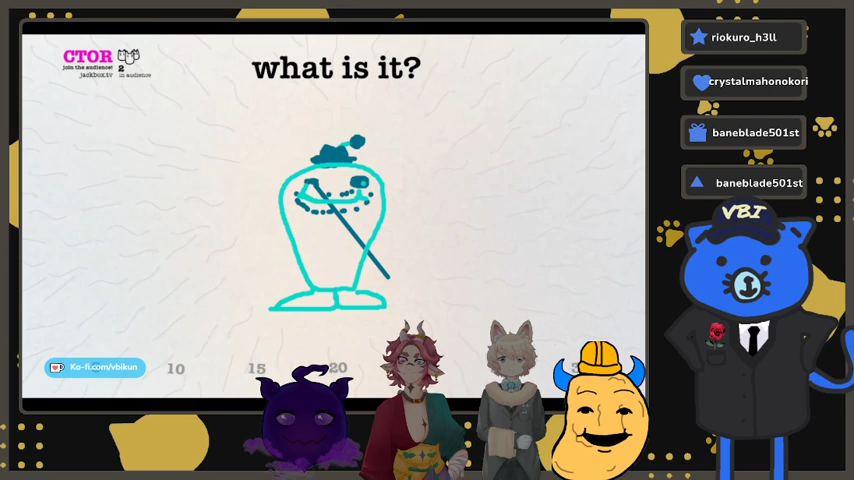 CTOR
join the audience!
jackbox.tv
2
in audience
what is it?
riokuro_h3ll
crystalmahonokori
baneblade501st
baneblade501st
VBI
Ko-fi.com/vbikun
10
15
20